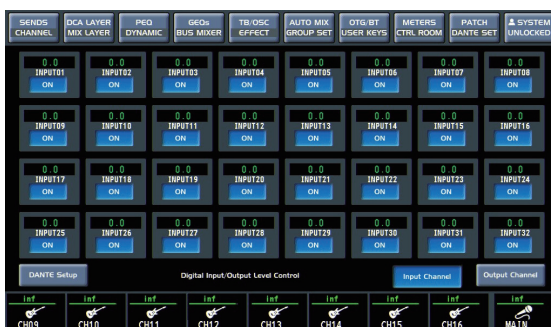 SENDS DCA LAYER PEQ GEQs TB/OSC AUTO MIX OTG/BT METERS PATCH SYSTEM
CHANNEL MIX LAYER DYNAMIC BUS MIXER EFFECT GROUP SET USER KEYS CTRL ROOM DANTE SET UNLOCKED
0.0 0.0 0.0 0.0 0.0 0.0 0.0 0.0
INPUT01 INPUT02 INPUT03 INPUT04 INPUT05 INPUT06 INPUT07 INPUT08
ON ON ON ON ON ON ON ON
0.0 0.0 0.0 0.0 0.0 0.0 0.0 0.0
INPUT09 INPUT10 INPUT11 INPUT12 INPUT13 INPUT14 INPUT15 INPUT16
ON ON ON ON ON ON ON ON
0.0 0.0 0.0 0.0 0.0 0.0 0.0 0.0
INPUT17 INPUT18 INPUT19 INPUT20 INPUT21 INPUT22 INPUT23 INPUT24
ON ON ON ON ON ON ON ON
0.0 0.0 0.0 0.0 0.0 0.0 0.0 0.0
INPUT25 INPUT26 INPUT27 INPUT28 INPUT29 INPUT30 INPUT31 INPUT32
ON ON ON ON ON ON ON ON
DANTE Setup Digital Input/Output Level Control Input Channel Output Channel
inf inf inf inf inf inf inf inf inf
CH09 CH10 CH11 CH12 CH13 CH14 CH15 CH16 MAIN